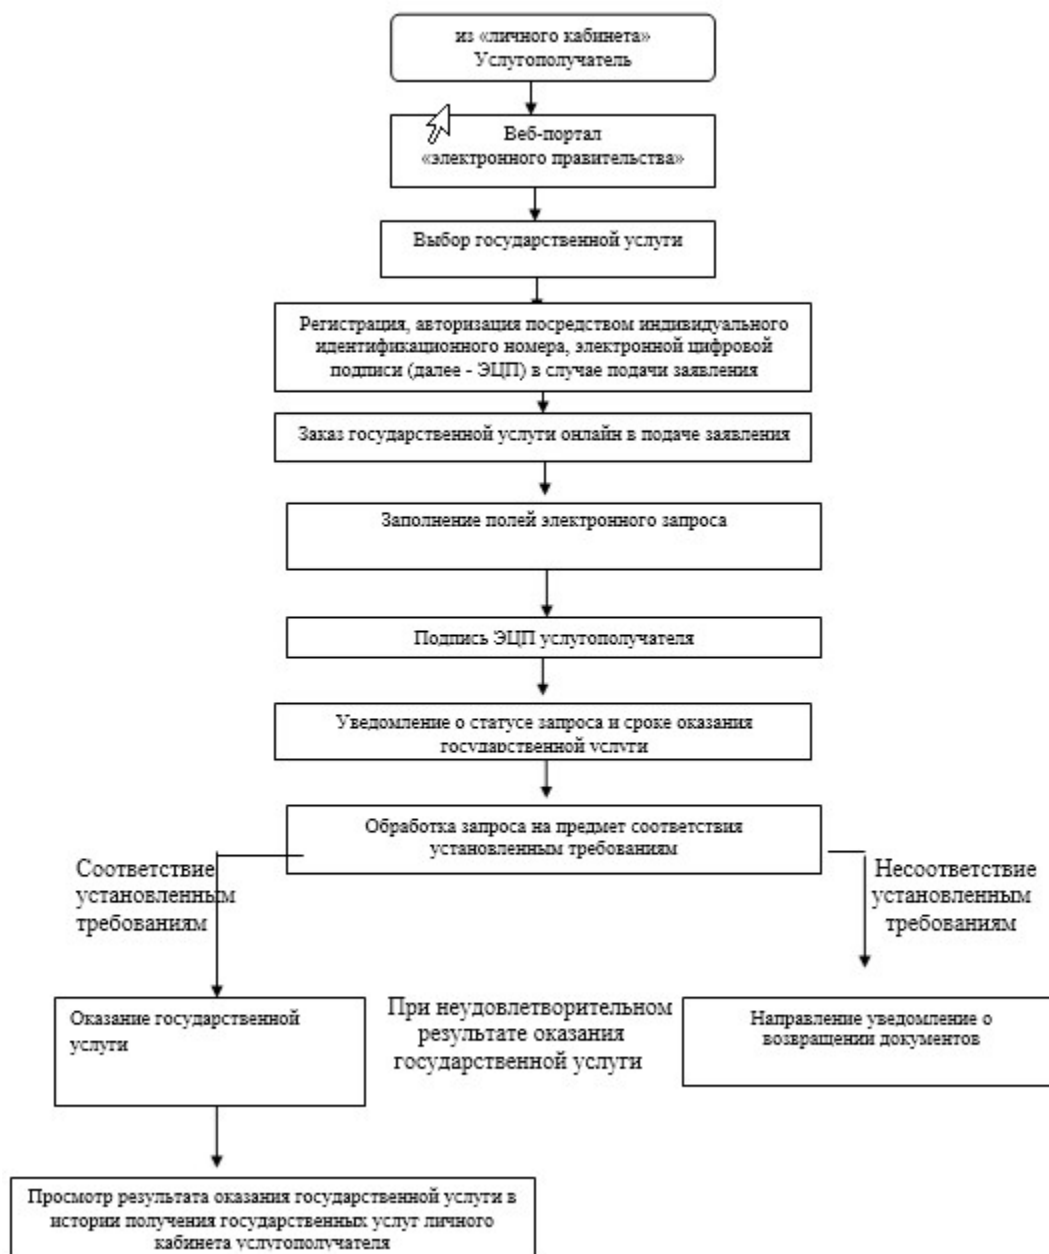 из «личного кабинета»
Услугополучатель
Веб-портал
«электронного правительства»
Выбор государственной услуги
Регистрация, авторизация посредством индивидуального
идентификационного номера, электронной цифровой
подписи (далее - ЭЦП) в случае подачи заявления
Заказ государственной услуги онлайн в подаче заявления
Заполнение полей электронного запроса
Подпись ЭЦП услугополучателя
Уведомление о статусе запроса и сроке оказания
государственной услуги
Обработка запроса на предмет соответствия
установленным требованиям
Соответствие
установленным
требованиям
Несоответствие
установленным
требованиям
Оказание государственной
услуги
При неудовлетворительном
результате оказания
государственной услуги
Направление уведомление о
возвращении документов
Просмотр результата оказания государственной услуги в
истории получения государственных услуг личного
кабинета услугополучателя